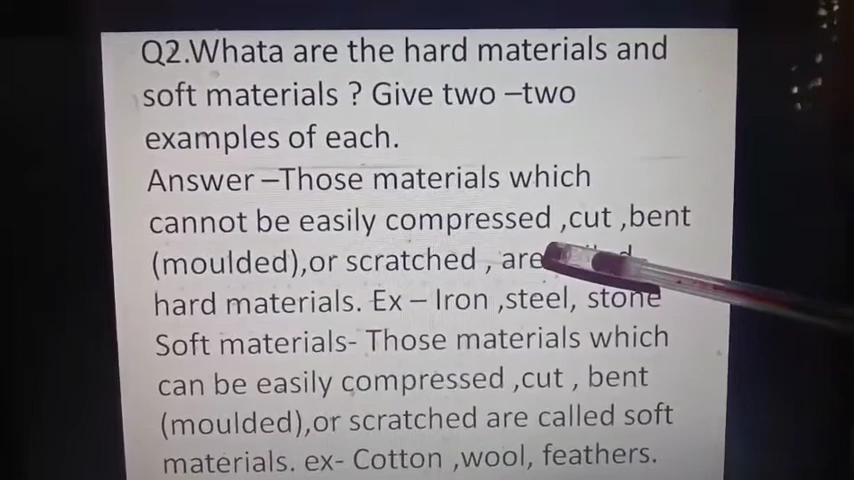 Q2.Whata are the hard materials and
soft materials ? Give two –two
examples of each.
Answer –Those materials which
cannot be easily compressed ,cut ,bent
(moulded),or scratched , are
hard materials. Ex – Iron ,steel, stone
Soft materials- Those materials which
can be easily compressed ,cut , bent
(moulded),or scratched are called soft
materials. ex- Cotton ,wool, feathers.